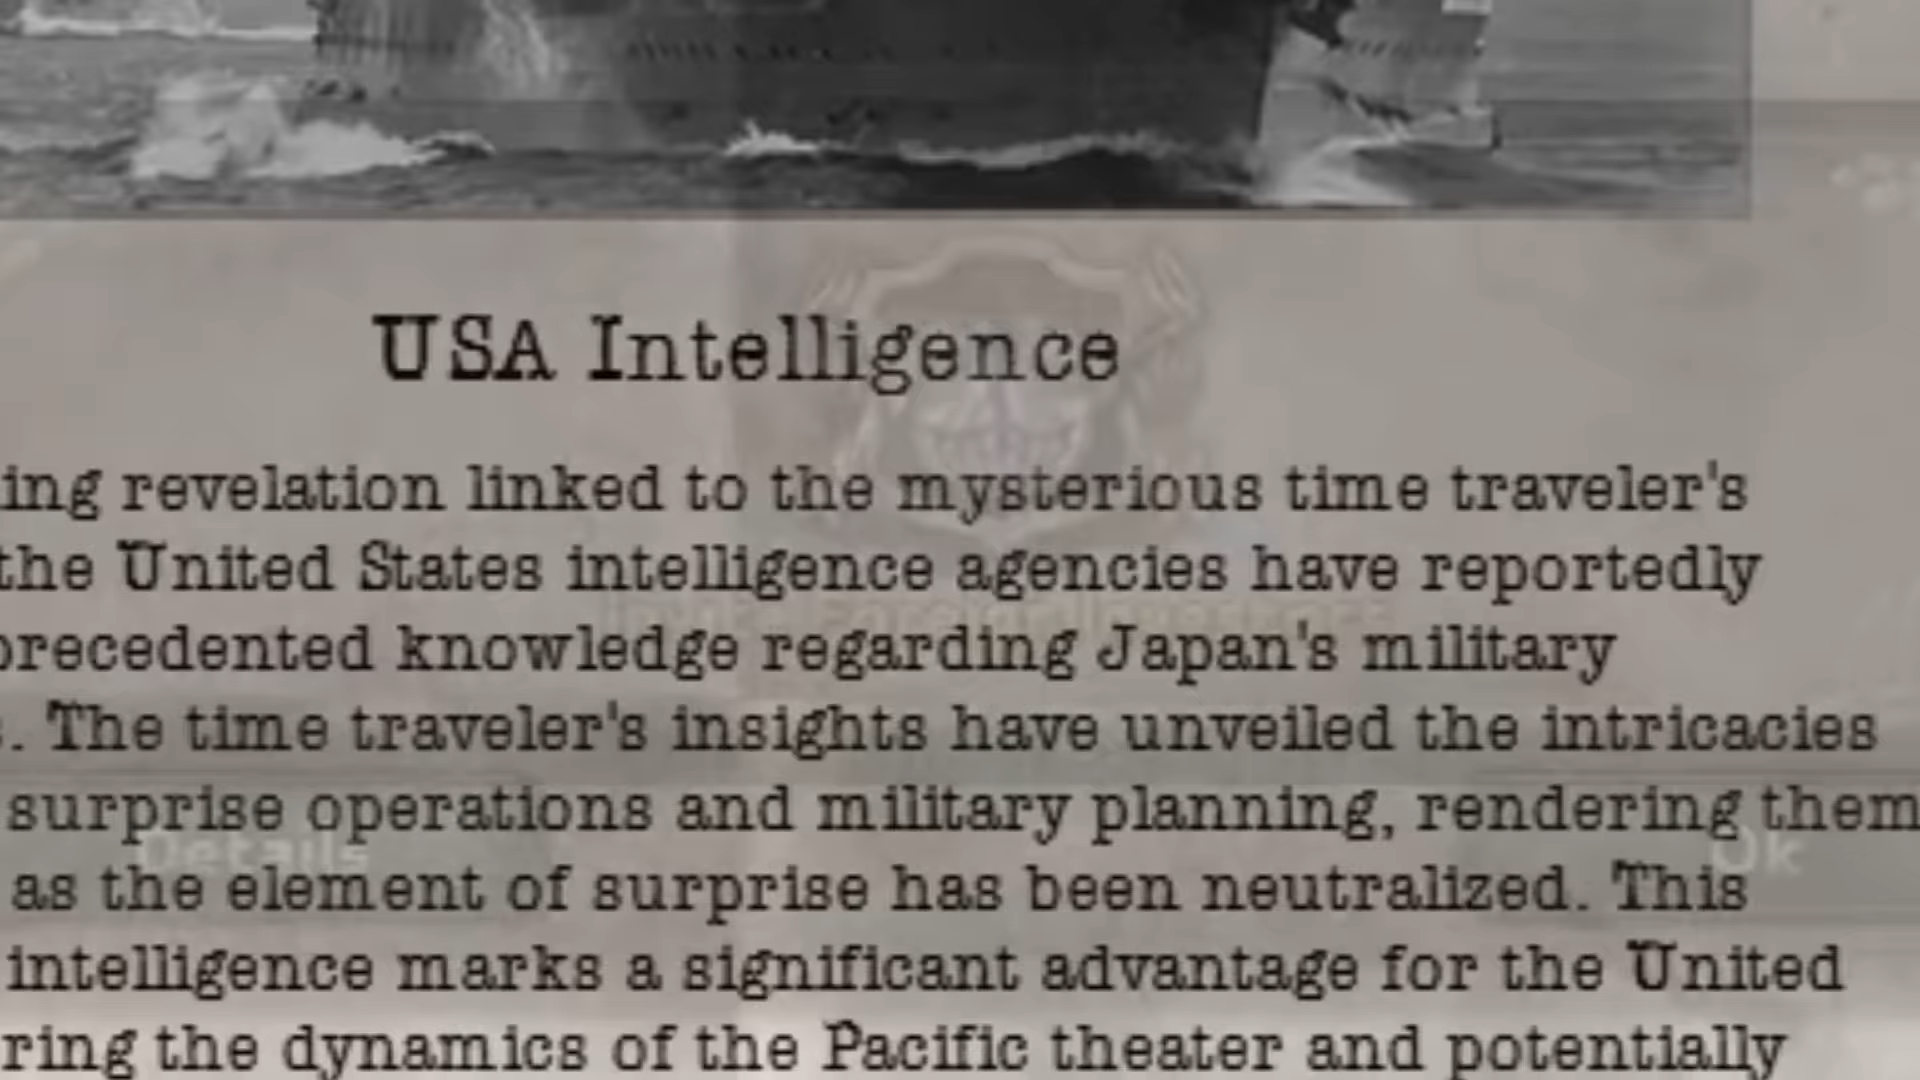 USA Intelligence
ing revelation linked to the mysterious time traveler's
the United States intelligence agencies have reportedly
precedented knowledge regarding Japan's military
. The time traveler's insights have unveiled the intricacies
surprise operations and military planning, rendering them
Details
Ok
as the element of surprise has been neutralized. This
intelligence marks a significant advantage for the United
ring the dynamics of the Pacific theater and potentially